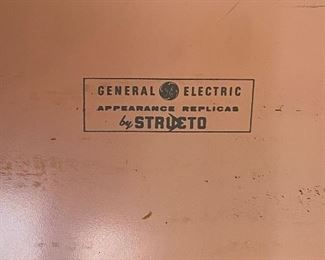 GENERAL ELECTRIC
APPEARANCE REPLICAS
by STRUCTO